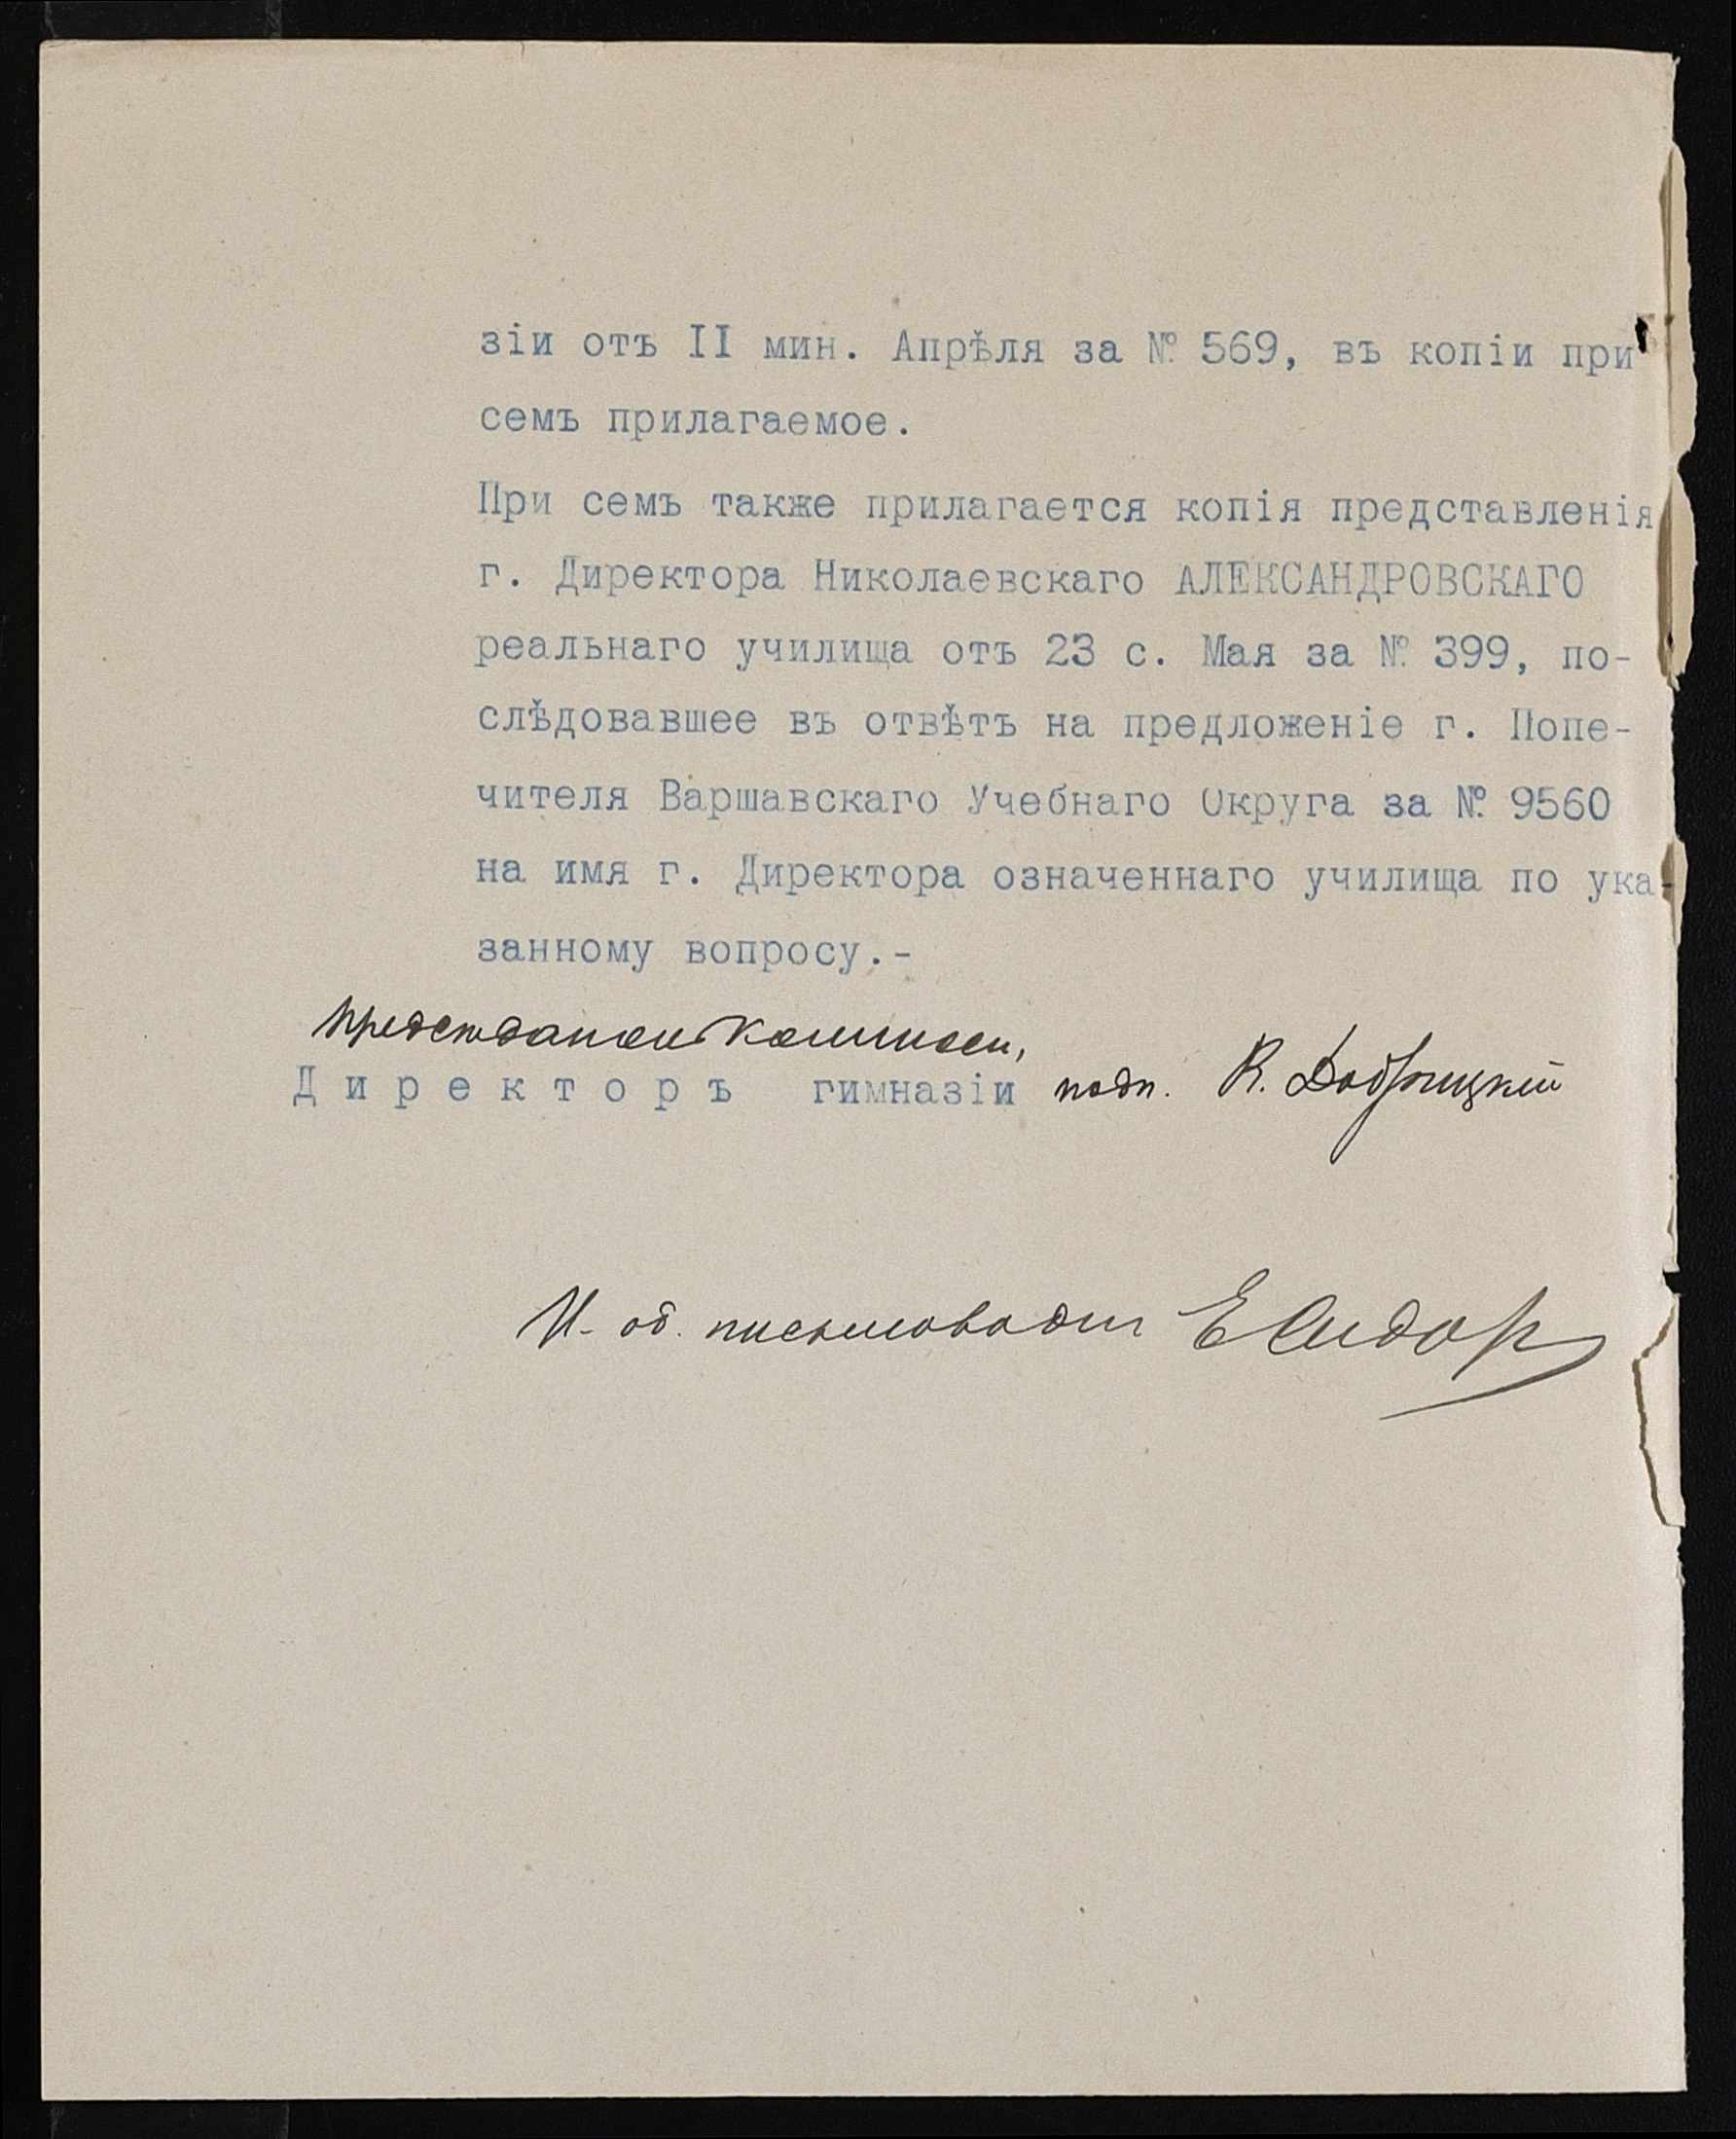 зіи отъ II мин. Апрѣля за № 569, въ копіи при
семъ прилагаемое.
При семъ также прилагается копія представленія
г. Директора Николаевскаго АЛЕКСАНДРОВСКАГО
реальнаго училища отъ 23 с. Мая за № 399, по-
слѣдовавшее въ отвѣтъ на предложеніе г. Попе-
чителя Варшавскаго Учебнаго Округа за № 9560
на имя г. Директора означеннаго училища по ука-
занному вопросу.-
Комиссіи,
Директоръ гимназіи подп. К.
И. об. письмоводит Е Сидор